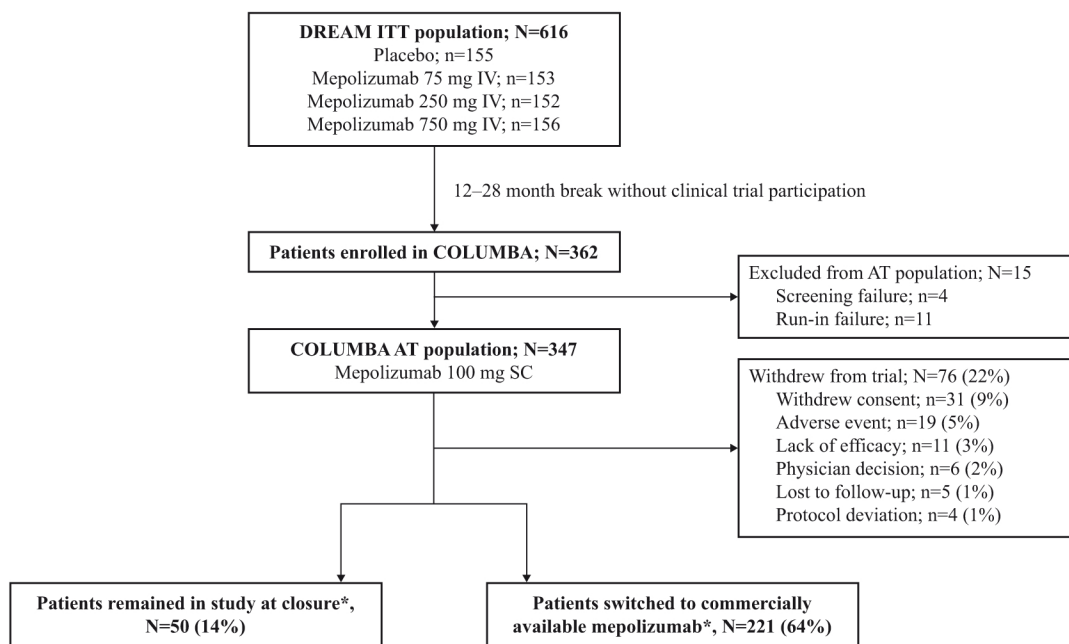 DREAM ITT population; N=616
Placebo; n=155
Mepolizumab 75 mg IV; n=153
Mepolizumab 250 mg IV; n=152
Mepolizumab 750 mg IV; n=156
12–28 month break without clinical trial participation
Patients enrolled in COLUMBA; N=362
Excluded from AT population; N=15
Screening failure; n=4
Run-in failure; n=11
COLUMBA AT population; N=347
Mepolizumab 100 mg SC
Withdrew from trial; N=76 (22%)
Withdrew consent; n=31 (9%)
Adverse event; n=19 (5%)
Lack of efficacy; n=11 (3%)
Physician decision; n=6 (2%)
Lost to follow-up; n=5 (1%)
Protocol deviation; n=4 (1%)
Patients remained in study at closure*,
N=50 (14%)
Patients switched to commercially
available mepolizumab*, N=221 (64%)